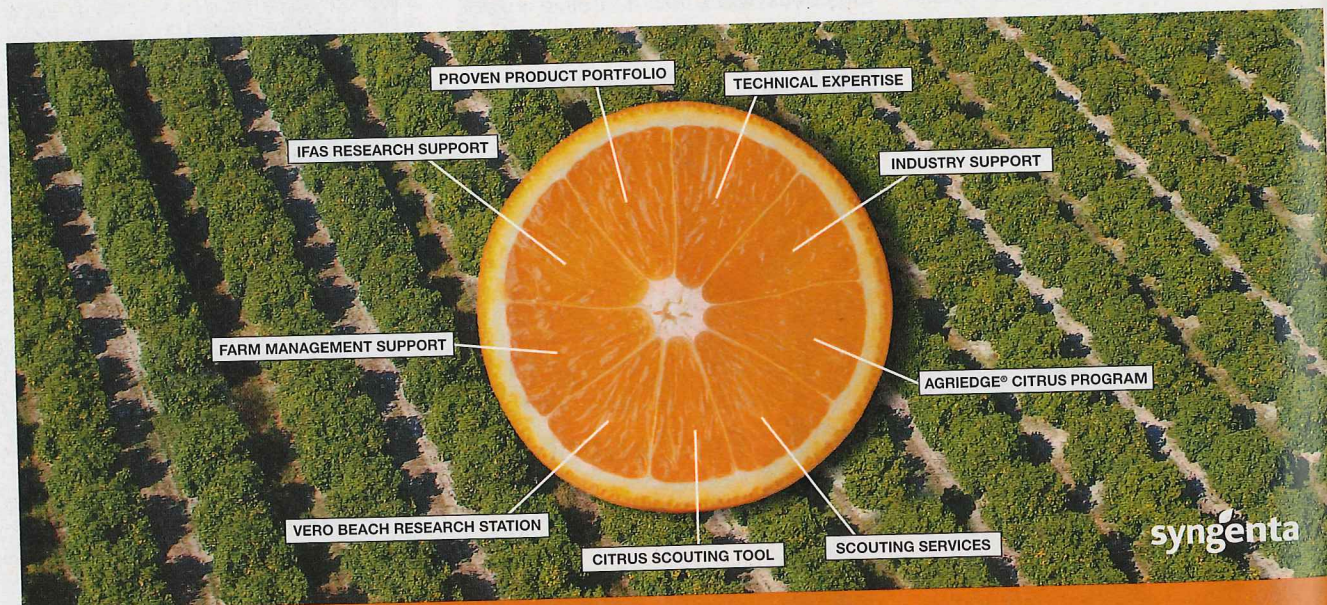 PROVEN PRODUCT PORTFOLIO
TECHNICAL EXPERTISE
IFAS RESEARCH SUPPORT
INDUSTRY SUPPORT
FARM MANAGEMENT SUPPORT
AGRIEDGE® CITRUS PROGRAM
VERO BEACH RESEARCH STATION
CITRUS SCOUTING TOOL
SCOUTING SERVICES
syngenta